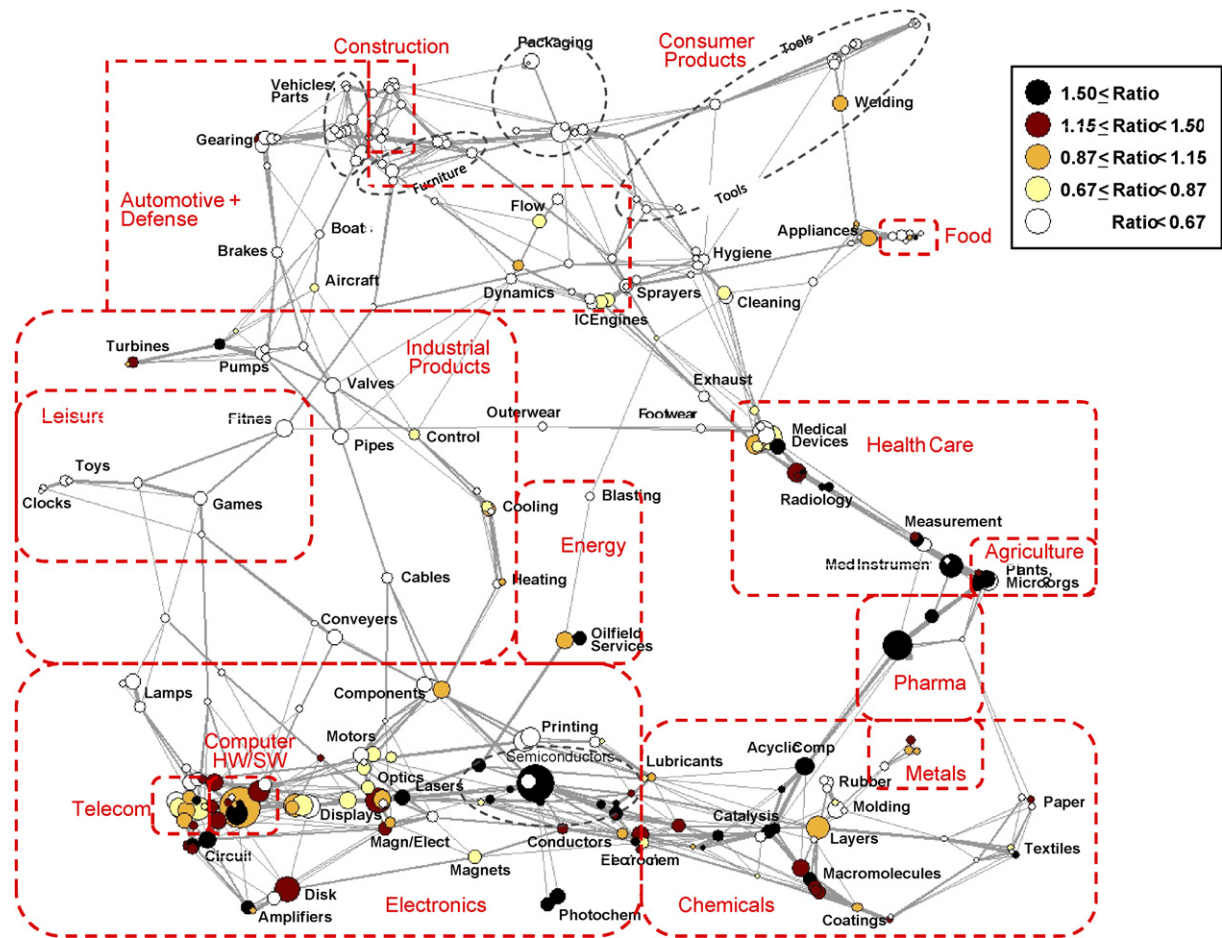 Construction
Packaging
Consumer
Products
Tools
Vehicles,
Parts
Welding
Gearing
Furniture
Tools
Automotive +
Defense
Flow
Boats
Appliances
Food
Brakes
Hygiene
Aircraft
Dynamics
Sprayers
Cleaning
ICEngines
Turbines
Pumps
Industrial
Products
Valves
Exhaust
Leisure
Fitnes
Outerwear
Footwear
Pipes
Control
Medical
Devices
Health Care
Toys
Clocks
Games
Radiology
Cooling
Blasting
Energy
Measurement
Agriculture
Med Instrumen
Plants,
Microorgs
Heating
Cables
Conveyers
Oilfield
Services
Pharma
Lamps
Components
Printing
Motors
Semiconductors
Computer
HW/SW
Lubricants
AcyclicComp
Metals
Optics
Lasers
Rubber
Telecom
Displays
Molding
Paper
Catalysis
Layers
Circuit
Magn/Elect
Conductors
Textiles
Magnets
Macromolecules
Disk
Amplifiers
Electronics
Photochem
Chemicals
Coatings
1.50≤ Ratio
1.15≤ Ratio< 1.50
0.87≤ Ratio< 1.15
0.67≤ Ratio< 0.87
Ratio< 0.67